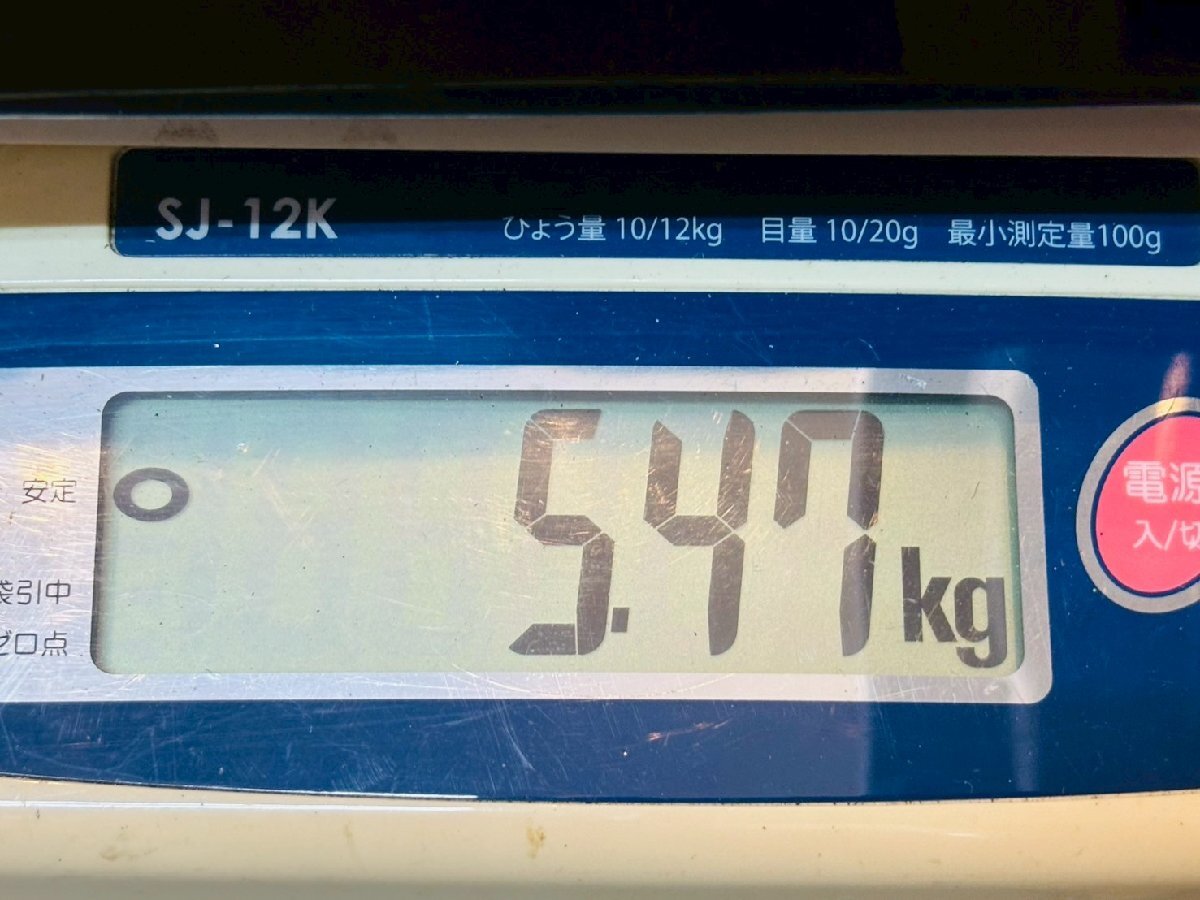 SJ-12K ひょう量 10/12kg 目量 10/20g 最小測定量100g
安定
5.47 kg
電源
入/切
袋引中
ゼロ点